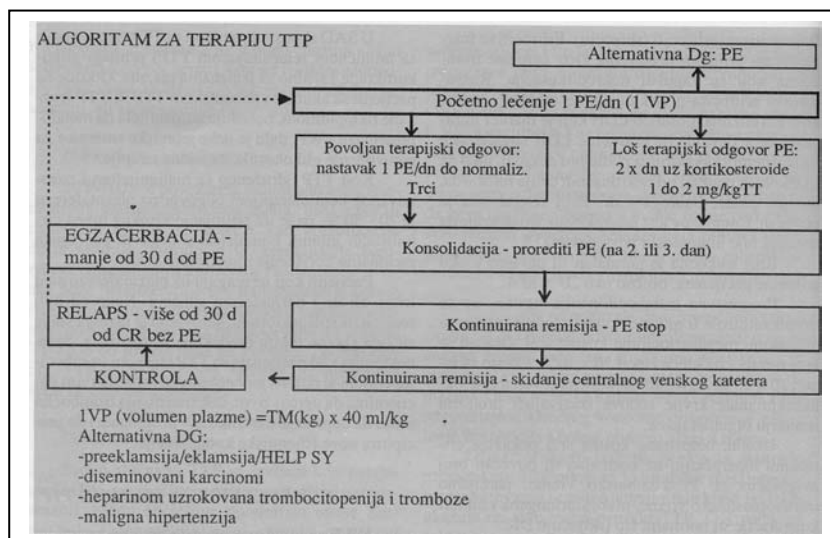 ALGORITAM ZA TERAPIJU TTP
Alternativna Dg: PE
Početno lečenje 1 PE/dn (1 VP)
Povoljan terapijski odgovor:
nastavak 1 PE/dn do normaliz.
Trci
Loš terapijski odgovor PE:
2 x dn uz kortikosteroide
1 do 2 mg/kgTT
EGZACERBACIJA -
manje od 30 d od PE
Konsolidacija - prorediti PE (na 2. ili 3. dan)
RELAPS - više od 30 d
od CR bez PE
Kontinuirana remisija - PE stop
KONTROLA
Kontinuirana remisija - skidanje centralnog venskog katetera
1VP (volumen plazme) =TM(kg) x 40 ml/kg
Alternativna DG:
-preeklamsija/eklamsija/HELP SY
-diseminovani karcinomi
-heparinom uzrokovana trombocitopenija i tromboze
-maligna hipertenzija